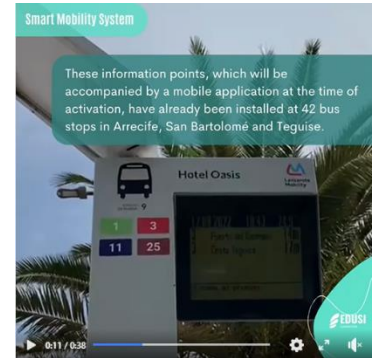 Smart Mobility System
These information points, which will be
accompanied by a mobile application at the time of
activation, have already been installed at 42 bus
stops in Arrecife, San Bartolomé and Teguise.
Hotel Oasis
Lanzarote
Mobility
9
1
3
11
25
EDUSI
0:11 / 0:38